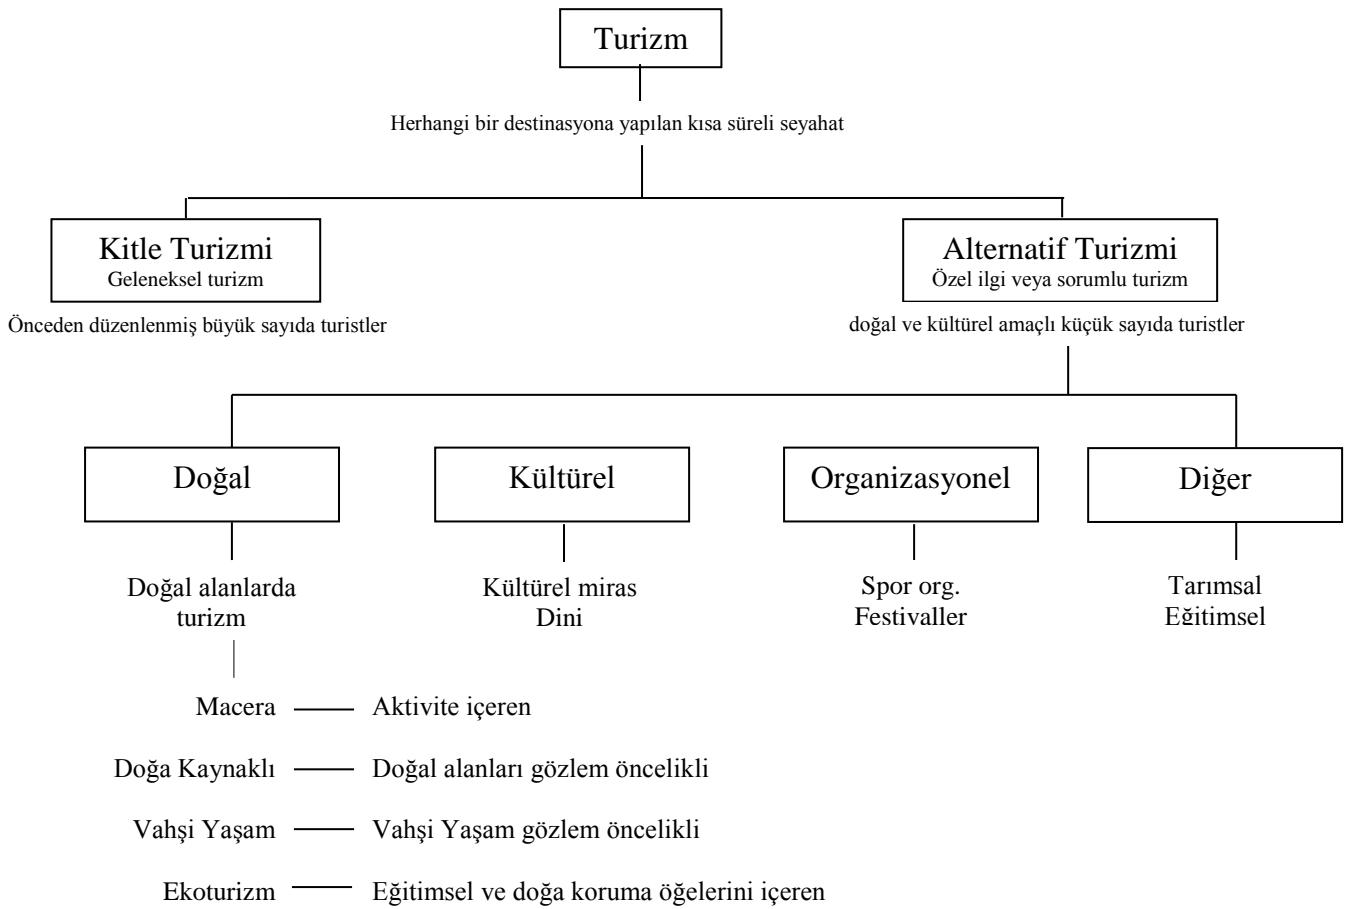 Turizm
Herhangi bir destinasyona yapılan kısa süreli seyahat
Kitle Turizmi
Geleneksel turizm
Önceden düzenlenmiş büyük sayıda turistler
Alternatif Turizmi
Özel ilgi veya sorumlu turizm
doğal ve kültürel amaçlı küçük sayıda turistler
Doğal
Kültürel
Organizasyonel
Diğer
Doğal alanlarda
turizm
Kültürel miras
Dini
Spor org.
Festivaller
Tarımsal
Eğitimsel
Macera
Aktivite içeren
Doğa Kaynaklı
Doğal alanları gözlem öncelikli
Vahşi Yaşam
Vahşi Yaşam gözlem öncelikli
Ekoturizm
Eğitimsel ve doğa koruma öğelerini içeren